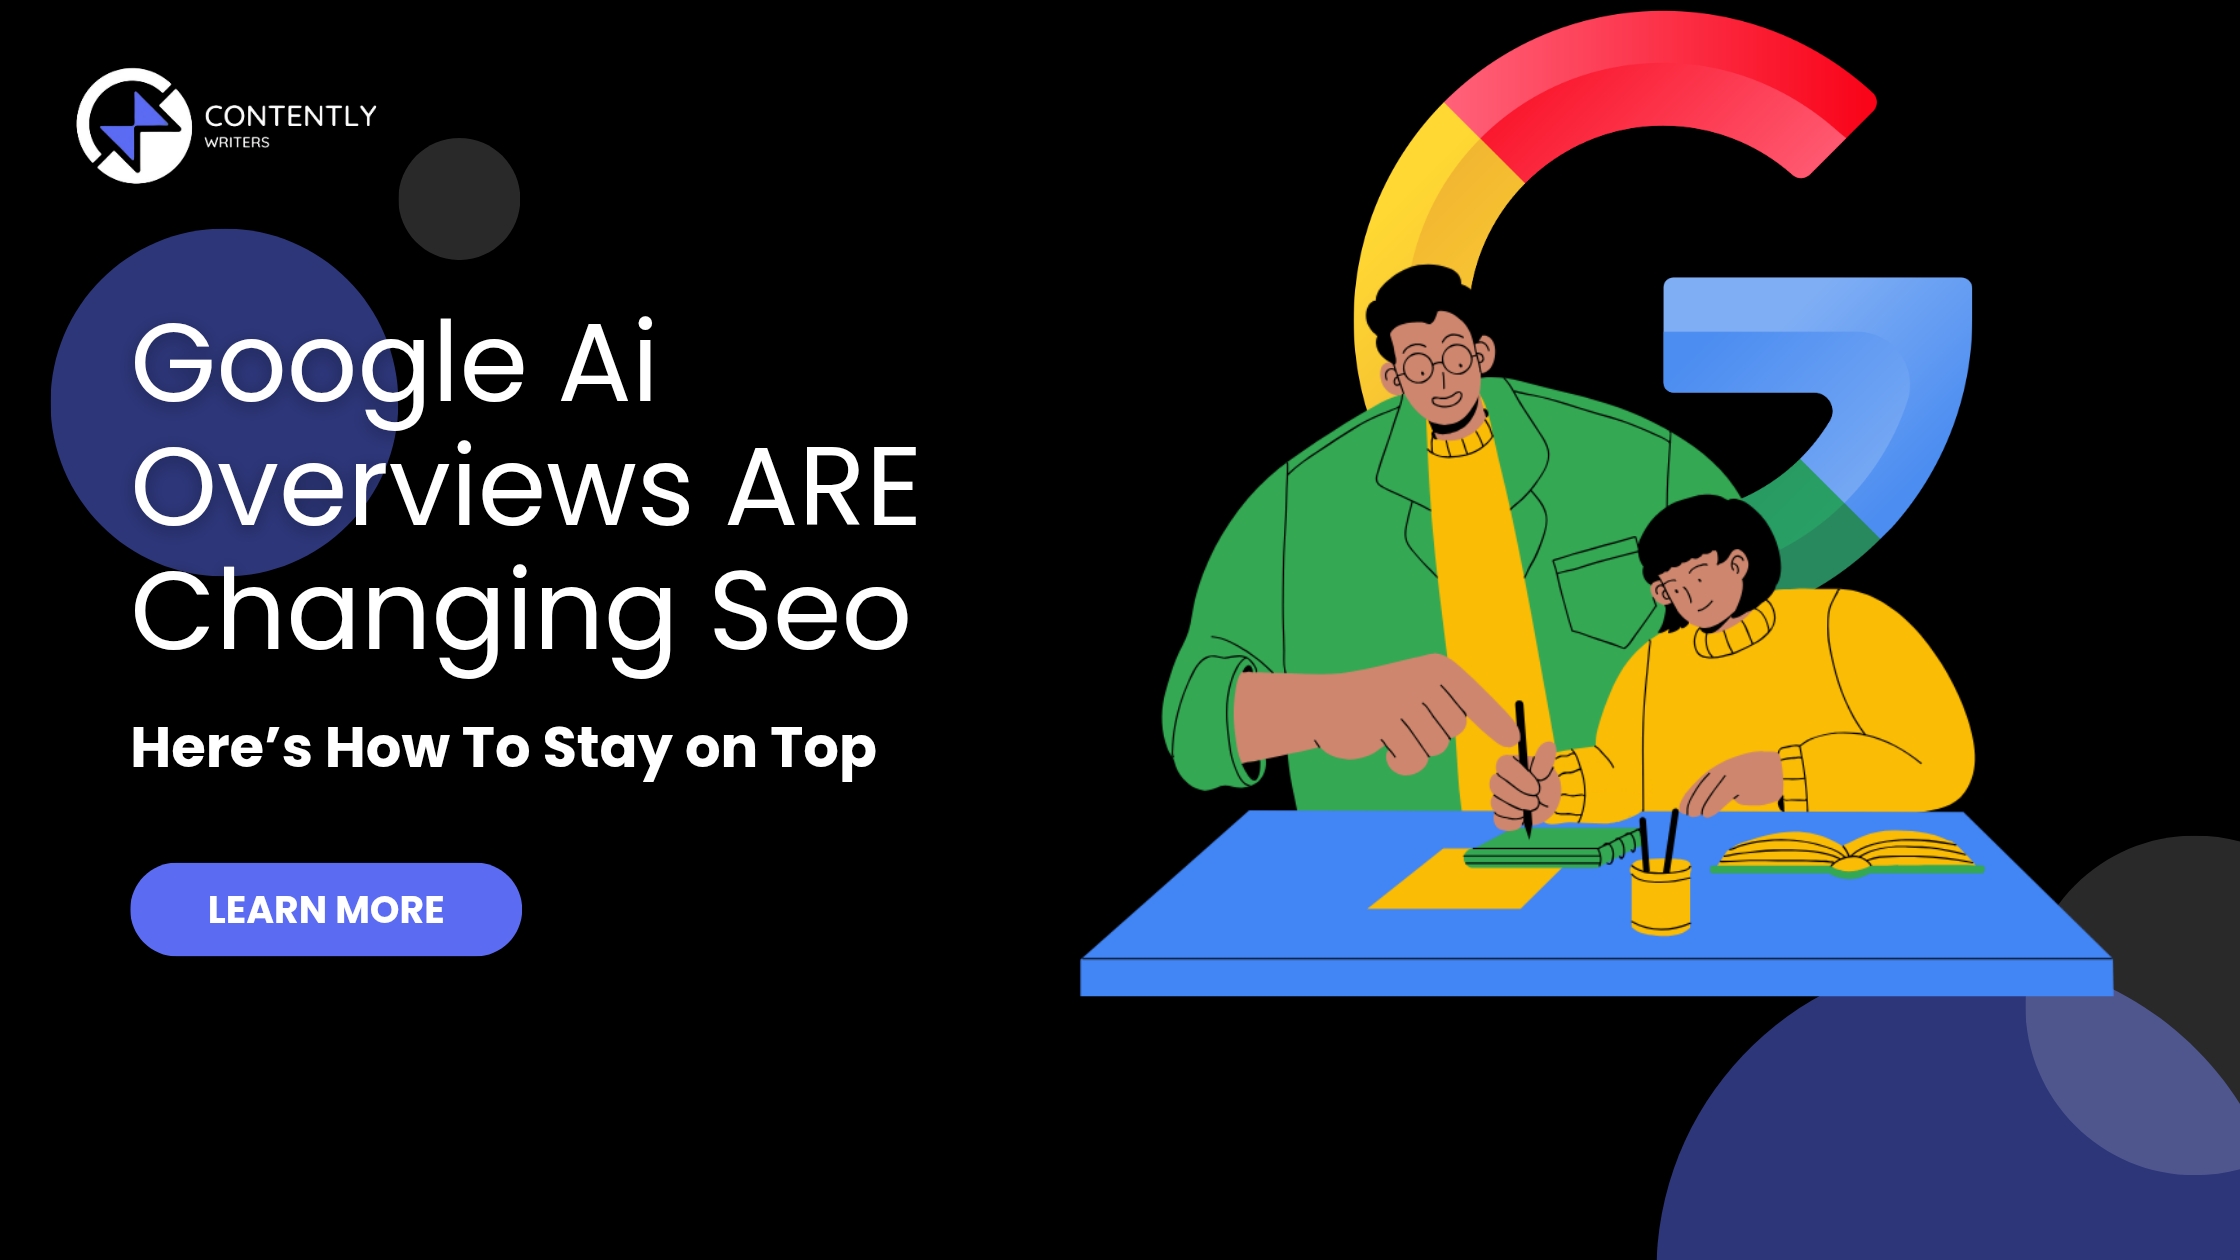 CONTENTLY
WRITERS
Google Ai
Overviews ARE
Changing Seo
Here’s How To Stay on Top
LEARN MORE